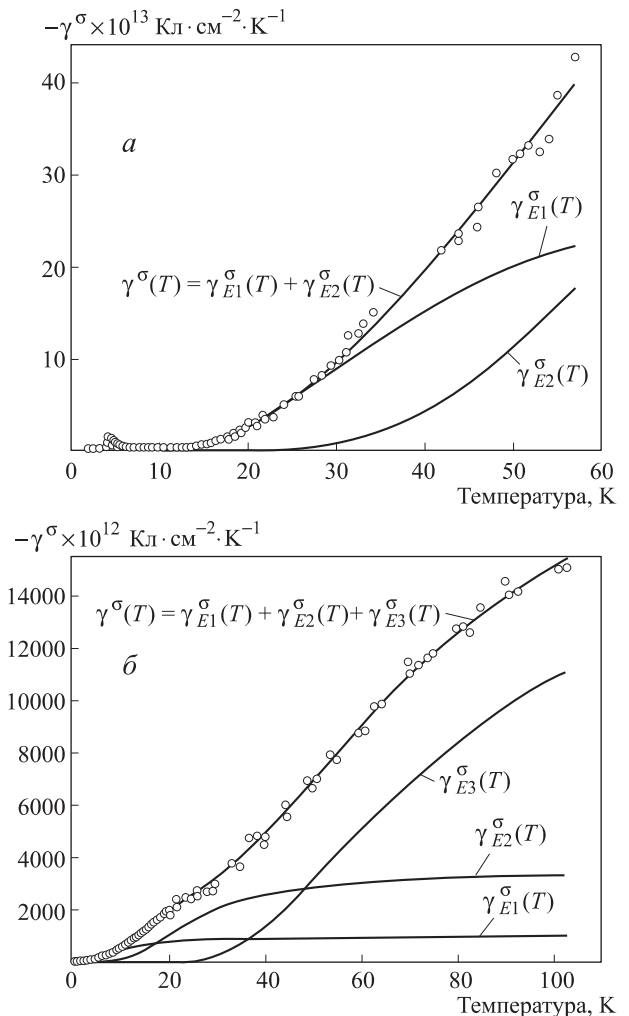 −γ^σ × 10^13 Кл · см^−2 · К^−1
40
а
30
γ^σ_E1(T)
20
γ^σ(T) = γ^σ_E1(T) + γ^σ_E2(T)
10
γ^σ_E2(T)
0 10 20 30 40 50 60
Температура, К
−γ^σ × 10^12 Кл · см^−2 · К^−1
14000
γ^σ(T) = γ^σ_E1(T) + γ^σ_E2(T) + γ^σ_E3(T)
12000
б
10000
8000
γ^σ_E3(T)
6000
γ^σ_E2(T)
4000
γ^σ_E1(T)
2000
0 20 40 60 80 100
Температура, К